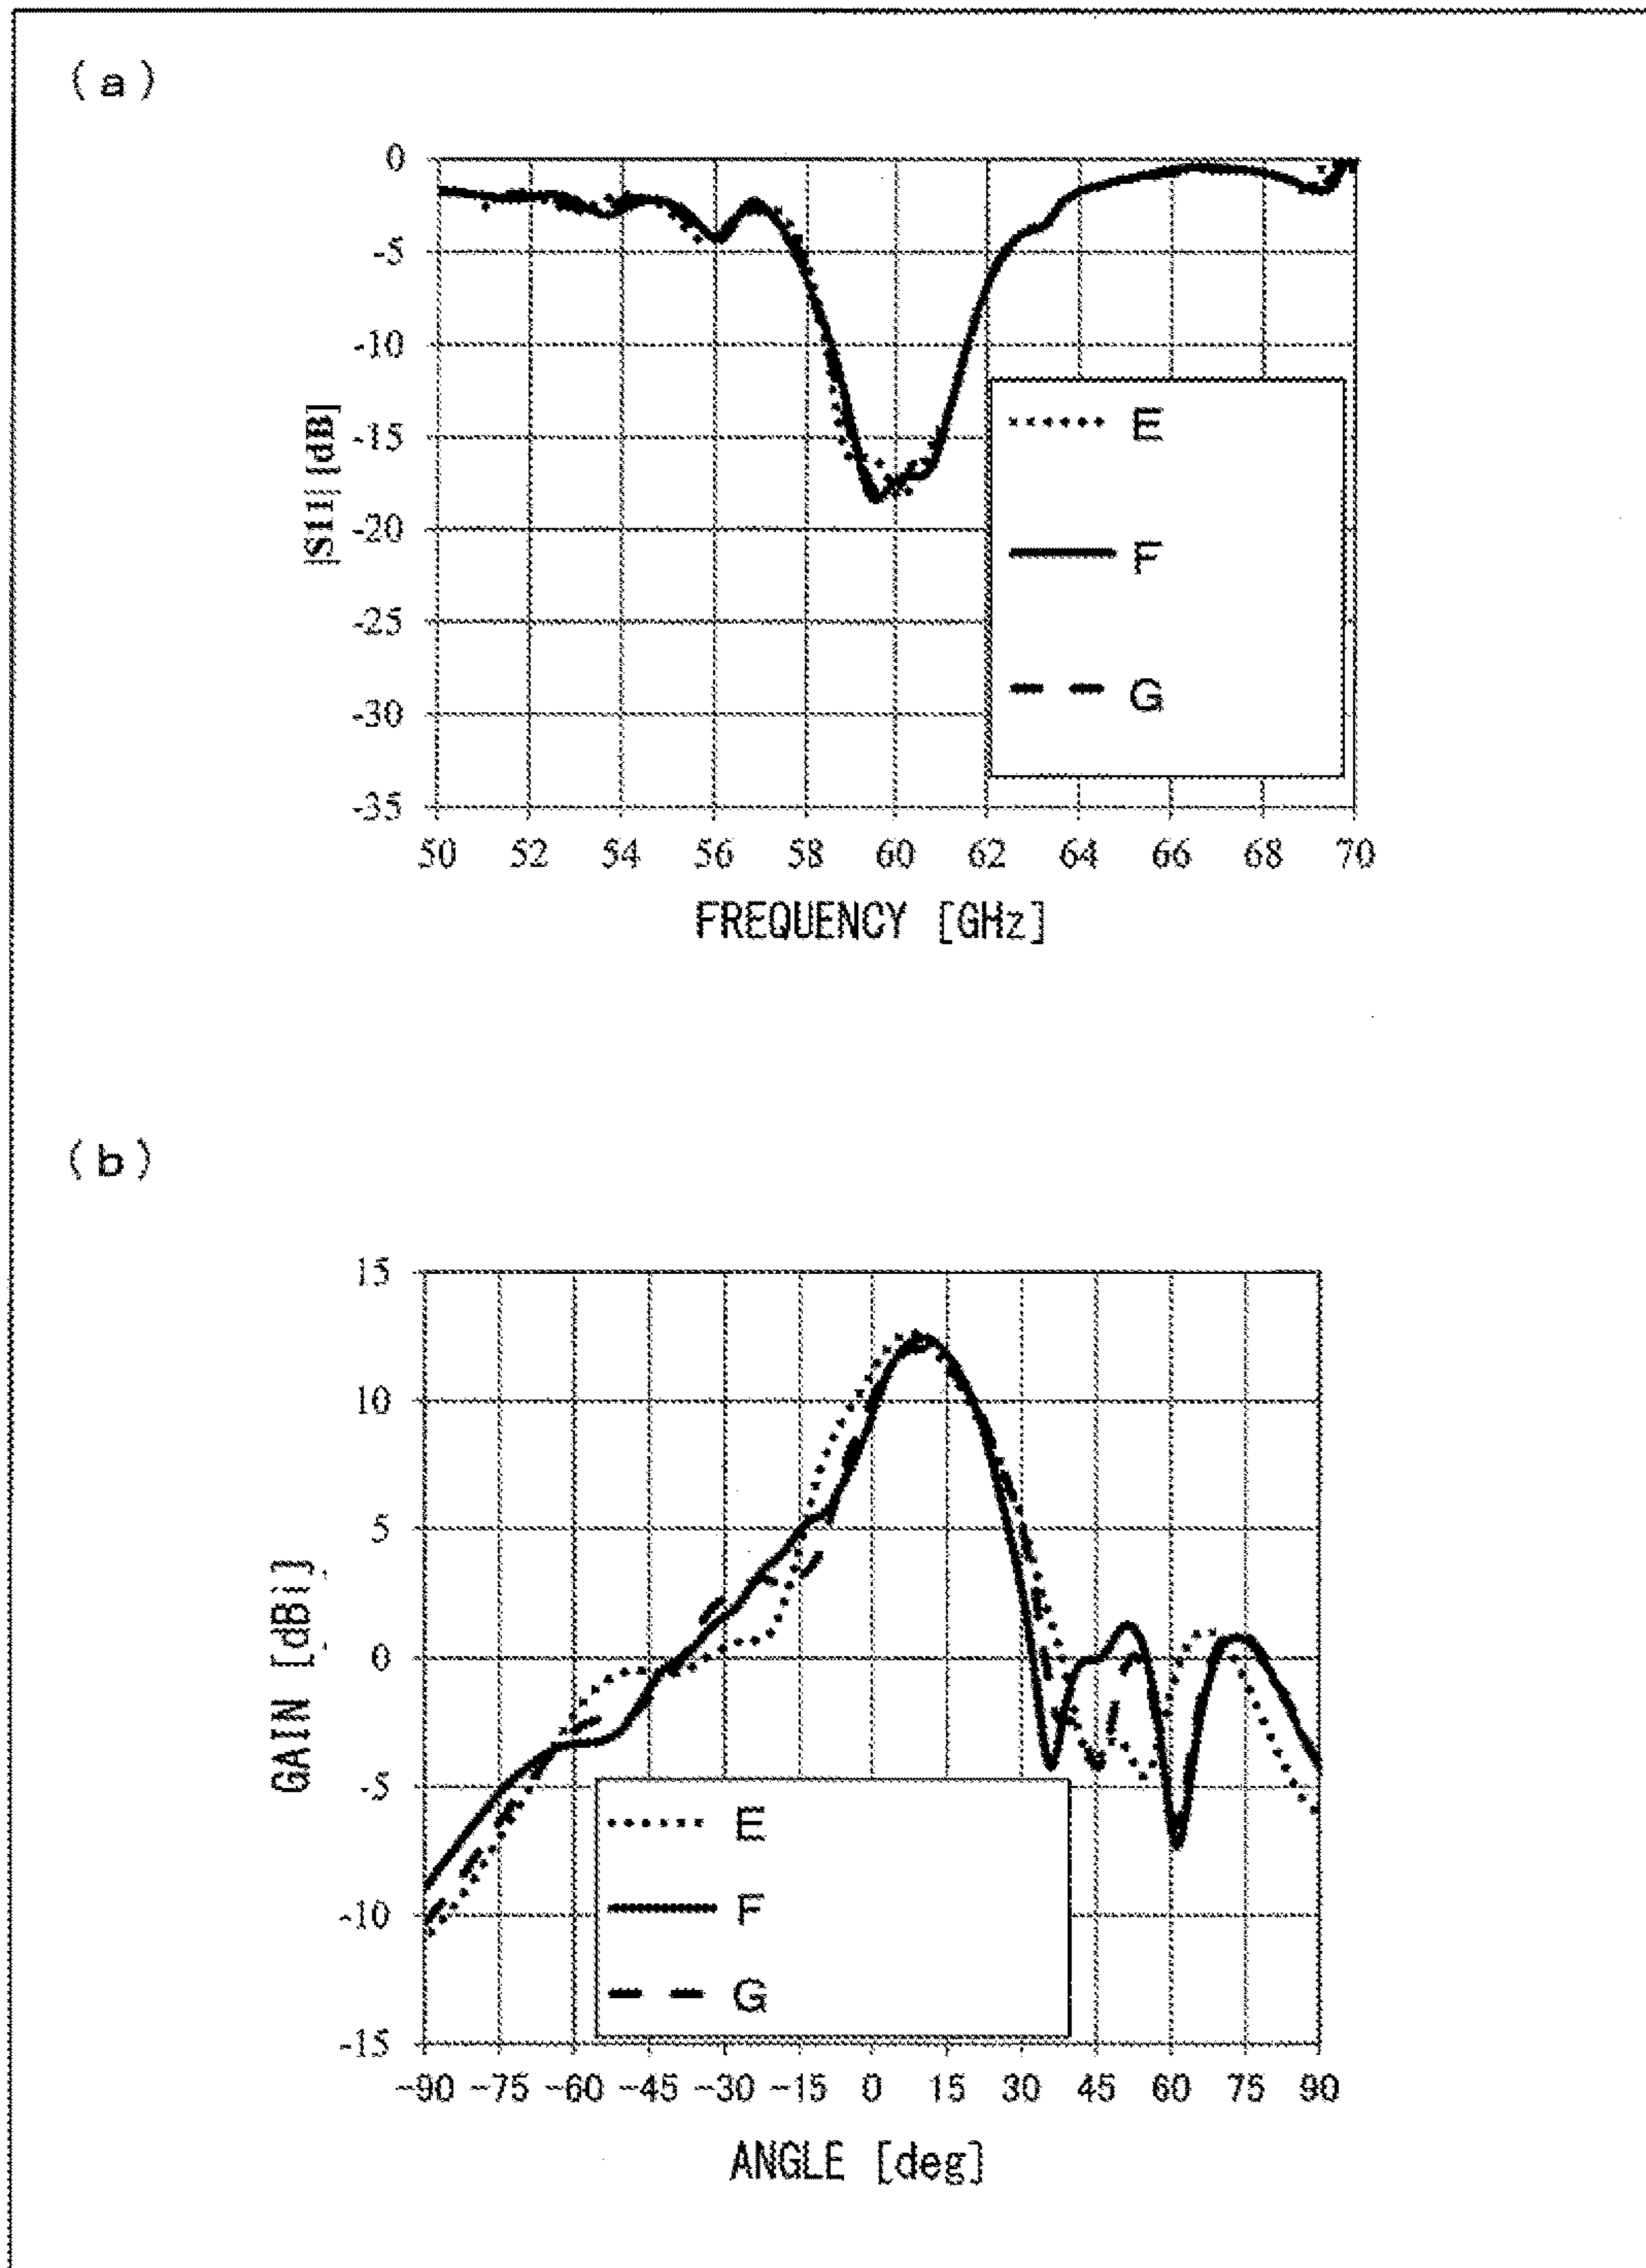 (a)
0
-5
-10
-15
-20
-25
-30
-35
|S11| [dB]
E
F
G
50 52 54 56 58 60 62 64 66 68 70
FREQUENCY [GHz]
(b)
15
10
5
0
-5
-10
-15
GAIN [dBi]
E
F
G
-90 -75 -60 -45 -30 -15 0 15 30 45 60 75 90
ANGLE [deg]